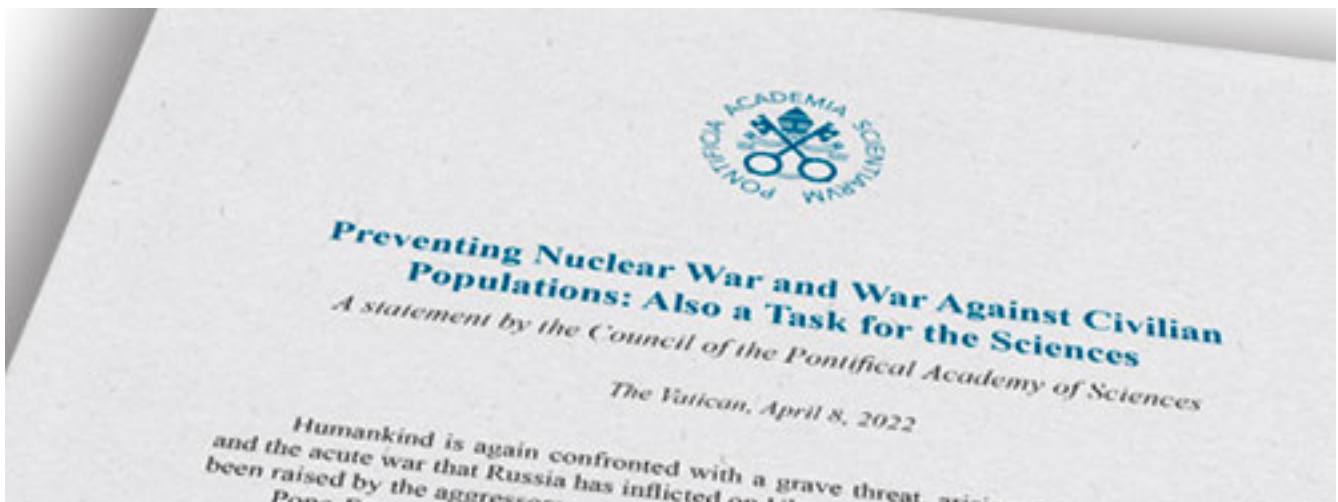 PONTIFICIA ACADEMIA SCIENTIARVM
Preventing Nuclear War and War Against Civilian
Populations: Also a Task for the Sciences
A statement by the Council of the Pontifical Academy of Sciences
The Vatican, April 8, 2022
Humankind is again confronted with a grave threat,
and the acute war that Russia has inflicted on
been raised by the